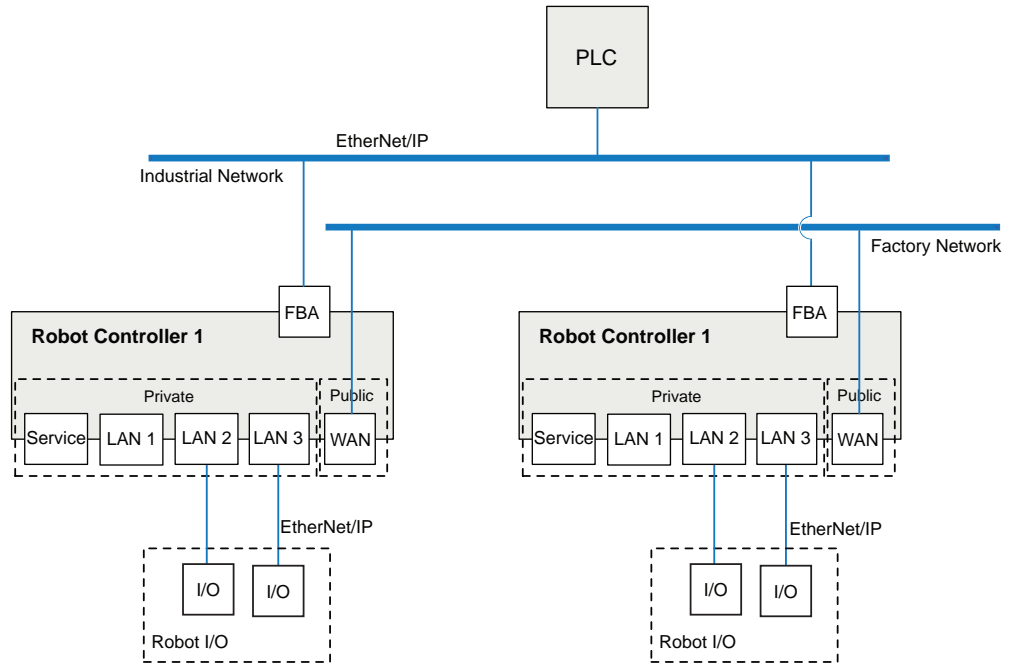 PLC
EtherNet/IP
Industrial Network
Factory Network
FBA
FBA
Robot Controller 1
Robot Controller 1
Private
Public
Private
Public
Service
LAN 1
LAN 2
LAN 3
WAN
Service
LAN 1
LAN 2
LAN 3
WAN
EtherNet/IP
EtherNet/IP
I/O
I/O
I/O
I/O
Robot I/O
Robot I/O